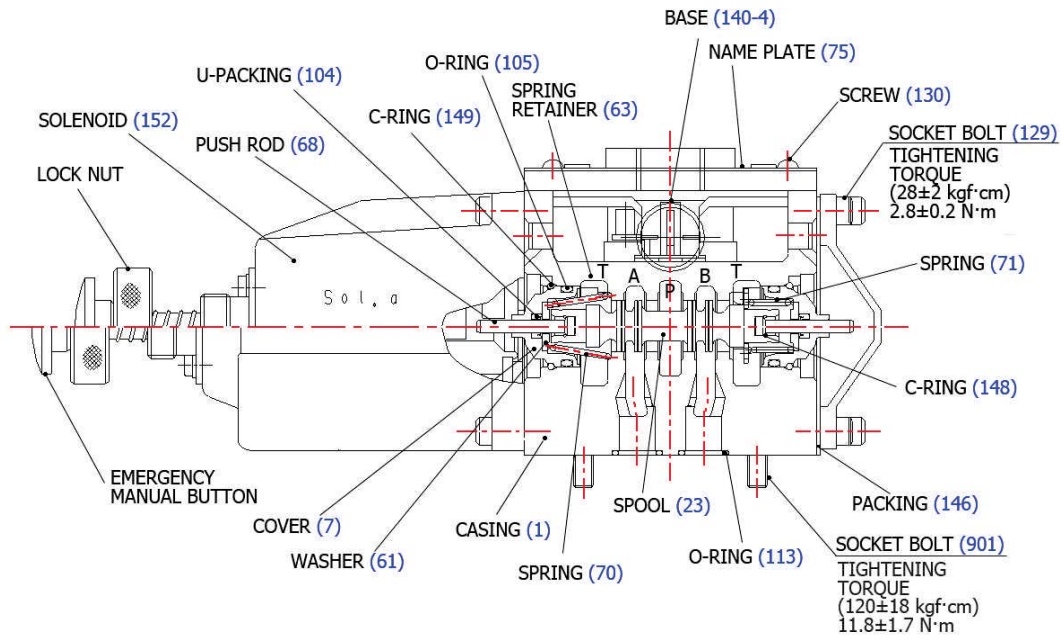 BASE (140-4)
NAME PLATE (75)
O-RING (105)
U-PACKING (104)
SPRING
RETAINER (63)
SCREW (130)
C-RING (149)
SOLENOID (152)
PUSH ROD (68)
SOCKET BOLT (129)
TIGHTENING
TORQUE
(28±2 kgf·cm)
2.8±0.2 N·m
LOCK NUT
SPRING (71)
T A P B T
Sol.a
C-RING (148)
EMERGENCY
MANUAL BUTTON
COVER (7)
CASING (1)
SPOOL (23)
PACKING (146)
WASHER (61)
SPRING (70)
O-RING (113)
SOCKET BOLT (901)
TIGHTENING
TORQUE
(120±18 kgf·cm)
11.8±1.7 N·m